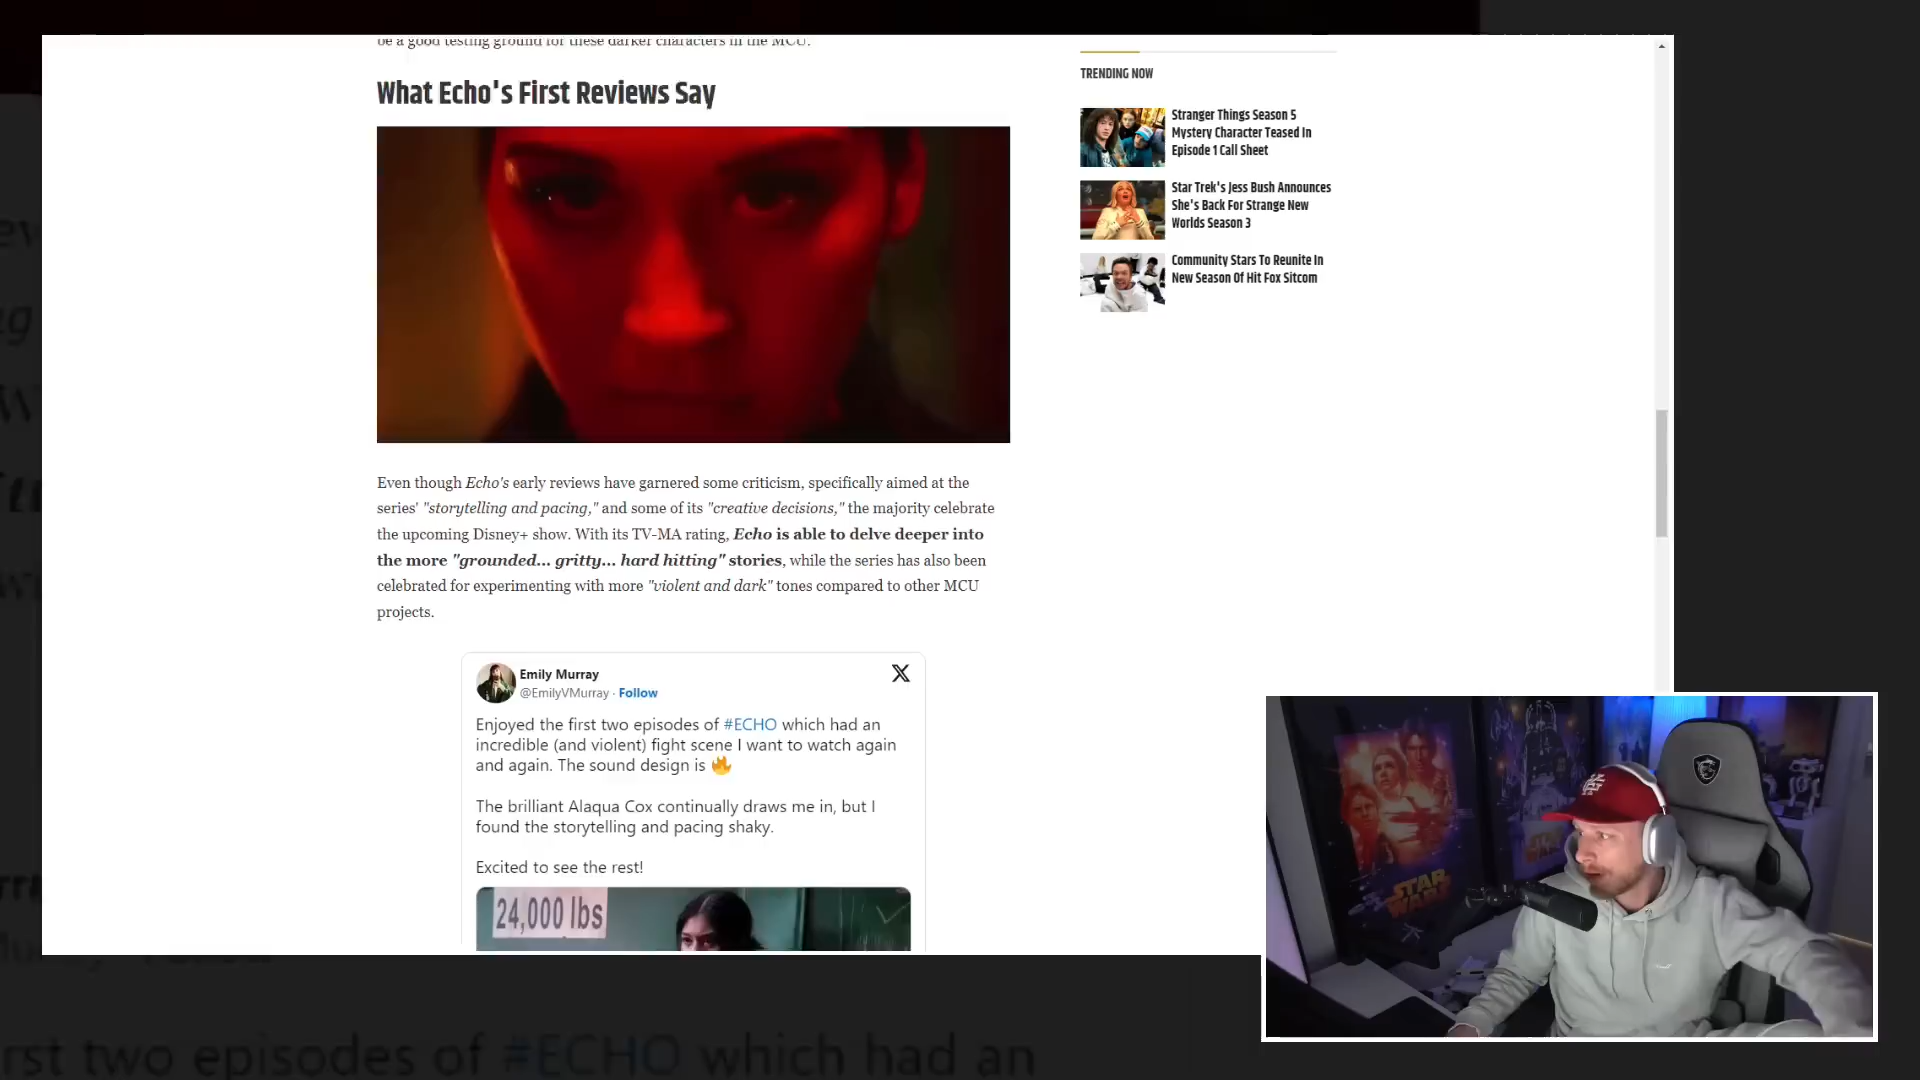 be a good testing ground for these darker characters in the MCU.
What Echo's First Reviews Say
Even though Echo's early reviews have garnered some criticism, specifically aimed at the
series' "storytelling and pacing," and some of its "creative decisions," the majority celebrate
the upcoming Disney+ show. With its TV-MA rating, Echo is able to delve deeper into
the more "grounded... gritty... hard hitting" stories, while the series has also been
celebrated for experimenting with more "violent and dark" tones compared to other MCU
projects.
Emily Murray
@EmilyVMurray · Follow
Enjoyed the first two episodes of #ECHO which had an
incredible (and violent) fight scene I want to watch again
and again. The sound design is 🔥
The brilliant Alaqua Cox continually draws me in, but I
found the storytelling and pacing shaky.
Excited to see the rest!
24,000 lbs
TRENDING NOW
Stranger Things Season 5
Mystery Character Teased In
Episode 1 Call Sheet
Star Trek's Jess Bush Announces
She's Back For Strange New
Worlds Season 3
Community Stars To Reunite In
New Season Of Hit Fox Sitcom
STAR
WARS
rst two episodes of #ECHO which had an